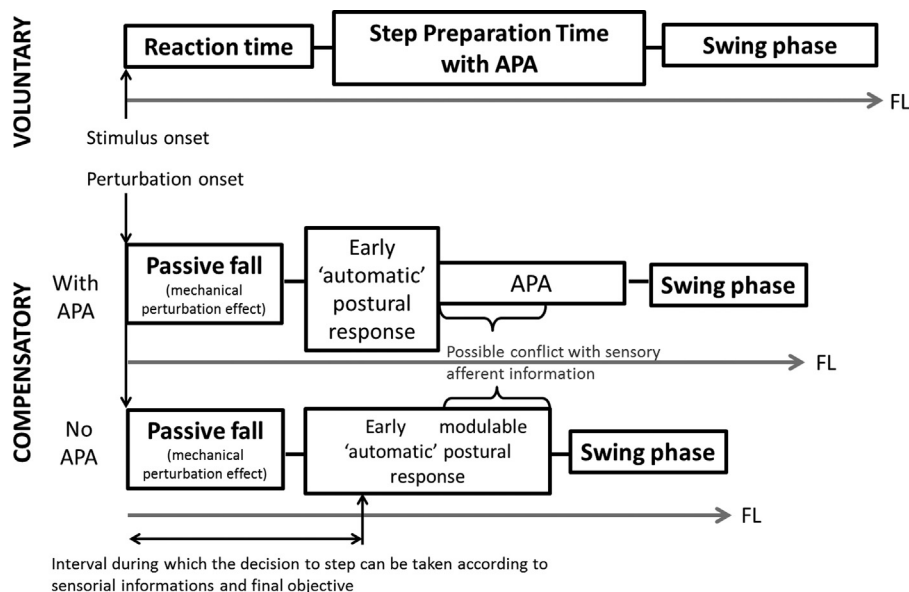 VOLUNTARY
Reaction time
Step Preparation Time
with APA
Swing phase
FL
Stimulus onset
Perturbation onset
COMPENSATORY
With
APA
Passive fall
(mechanical
perturbation effect)
Early
‘automatic’
postural
response
APA
Swing phase
Possible conflict with sensory
afferent information
FL
No
APA
Passive fall
(mechanical
perturbation effect)
Early modulable
‘automatic’ postural
response
Swing phase
FL
Interval during which the decision to step can be taken according to
sensorial informations and final objective